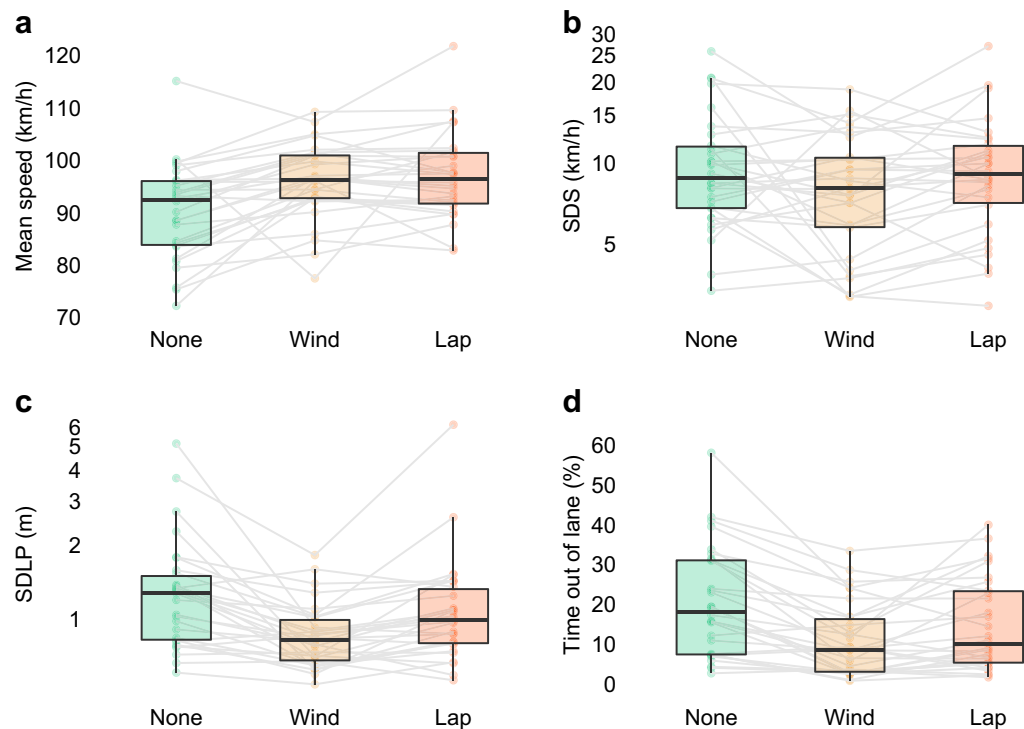 a
Mean speed (km/h)
120
110
100
90
80
70
None Wind Lap
b
SDS (km/h)
30
25
20
15
10
5
None Wind Lap
c
SDLP (m)
6
5
4
3
2
1
None Wind Lap
d
Time out of lane (%)
60
50
40
30
20
10
0
None Wind Lap